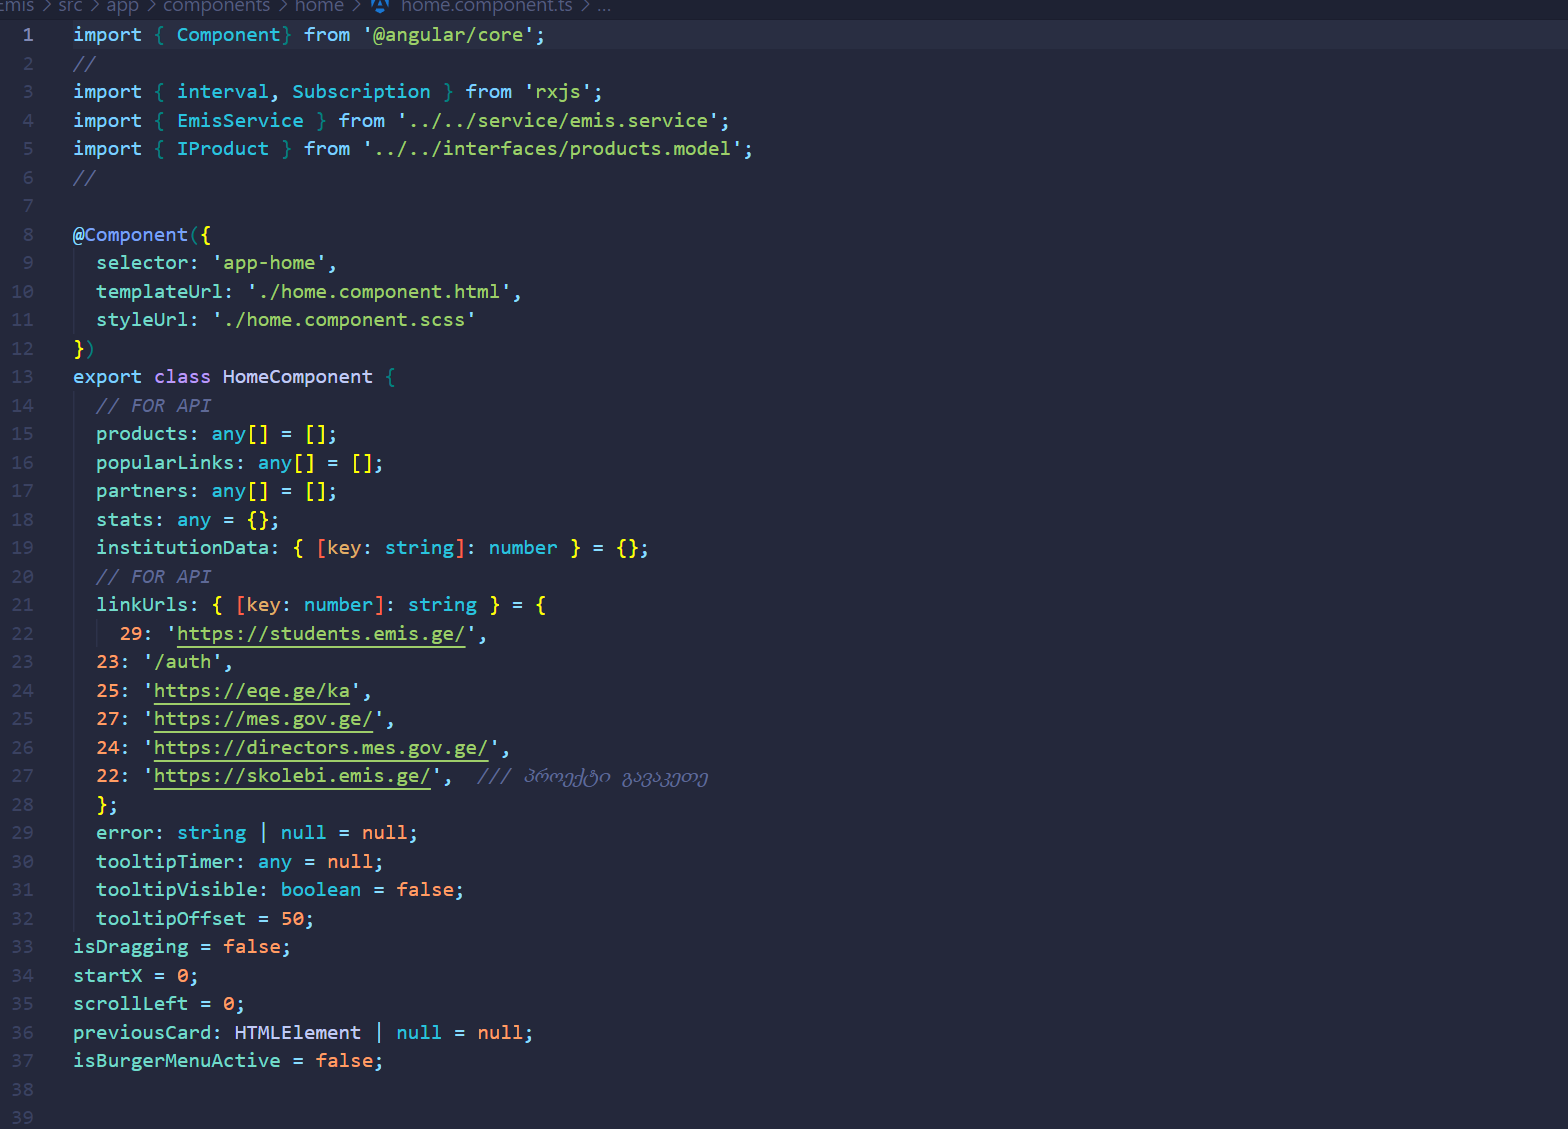 Emis > src > app > components > home > home.component.ts > ...
1 import { Component} from '@angular/core';
2 //
3 import { interval, Subscription } from 'rxjs';
4 import { EmisService } from '../../service/emis.service';
5 import { IProduct } from '../../interfaces/products.model';
6 //
7
8 @Component({
9 selector: 'app-home',
10 templateUrl: './home.component.html',
11 styleUrl: './home.component.scss'
12 })
13 export class HomeComponent {
14 // FOR API
15 products: any[] = [];
16 popularLinks: any[] = [];
17 partners: any[] = [];
18 stats: any = {};
19 institutionData: { [key: string]: number } = {};
20 // FOR API
21 linkUrls: { [key: number]: string } = {
22 29: 'https://students.emis.ge/',
23 23: '/auth',
24 25: 'https://eqe.ge/ka',
25 27: 'https://mes.gov.ge/',
26 24: 'https://directors.mes.gov.ge/',
27 22: 'https://skolebi.emis.ge/', /// პროექტი გავაკეთე
28 };
29 error: string | null = null;
30 tooltipTimer: any = null;
31 tooltipVisible: boolean = false;
32 tooltipOffset = 50;
33 isDragging = false;
34 startX = 0;
35 scrollLeft = 0;
36 previousCard: HTMLElement | null = null;
37 isBurgerMenuActive = false;
38
39